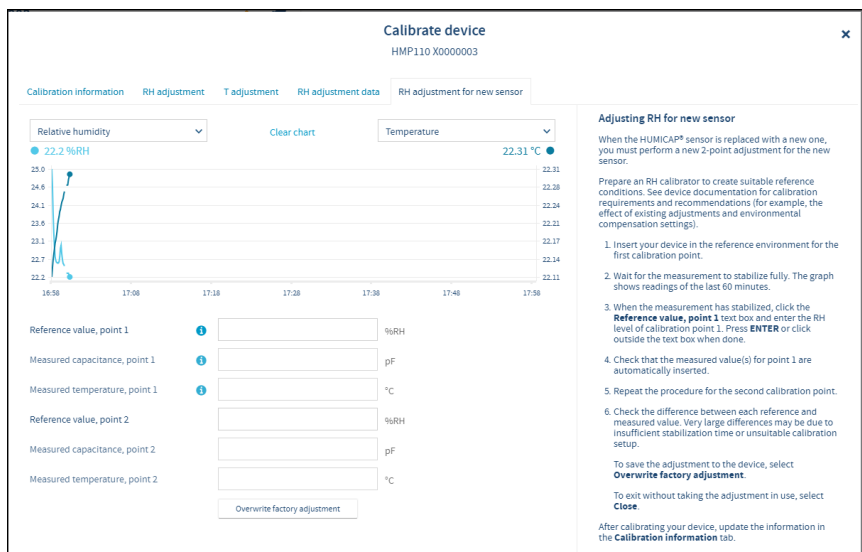 Calibrate device
HMP110 X0000003
Calibration information
RH adjustment
T adjustment
RH adjustment data
RH adjustment for new sensor
Relative humidity
Clear chart
Temperature
22.2 %RH
22.31 °C
25.0
24.6
24.1
23.6
23.1
22.7
22.2
22.31
22.28
22.24
22.21
22.17
22.14
22.11
16:58
17:08
17:18
17:28
17:38
17:48
17:58
Reference value, point 1
%RH
Measured capacitance, point 1
pF
Measured temperature, point 1
°C
Reference value, point 2
%RH
Measured capacitance, point 2
pF
Measured temperature, point 2
°C
Overwrite factory adjustment
Adjusting RH for new sensor
When the HUMICAP® sensor is replaced with a new one,
you must perform a new 2-point adjustment for the new
sensor.
Prepare an RH calibrator to create suitable reference
conditions. See device documentation for calibration
requirements and recommendations (for example, the
effect of existing adjustments and environmental
compensation settings).
1. Insert your device in the reference environment for the
first calibration point.
2. Wait for the measurement to stabilize fully. The graph
shows readings of the last 60 minutes.
3. When the measurement has stabilized, click the
Reference value, point 1 text box and enter the RH
level of calibration point 1. Press ENTER or click
outside the text box when done.
4. Check that the measured value(s) for point 1 are
automatically inserted.
5. Repeat the procedure for the second calibration point.
6. Check the difference between each reference and
measured value. Very large differences may be due to
insufficient stabilization time or unsuitable calibration
setup.
To save the adjustment to the device, select
Overwrite factory adjustment.
To exit without taking the adjustment in use, select
Close.
After calibrating your device, update the information in
the Calibration information tab.